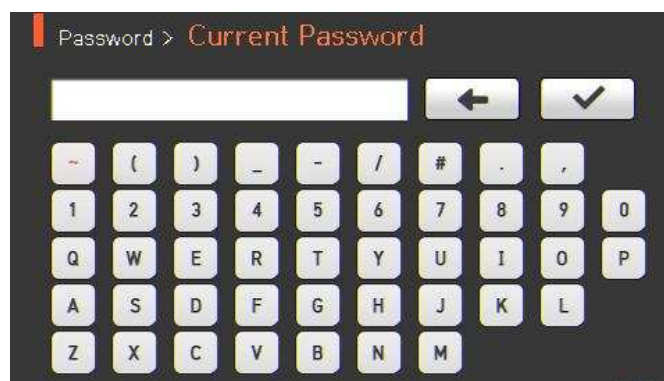 Password > Current Password
~ ( ) _ - / # . ,
1 2 3 4 5 6 7 8 9 0
Q W E R T Y U I O P
A S D F G H J K L
Z X C V B N M